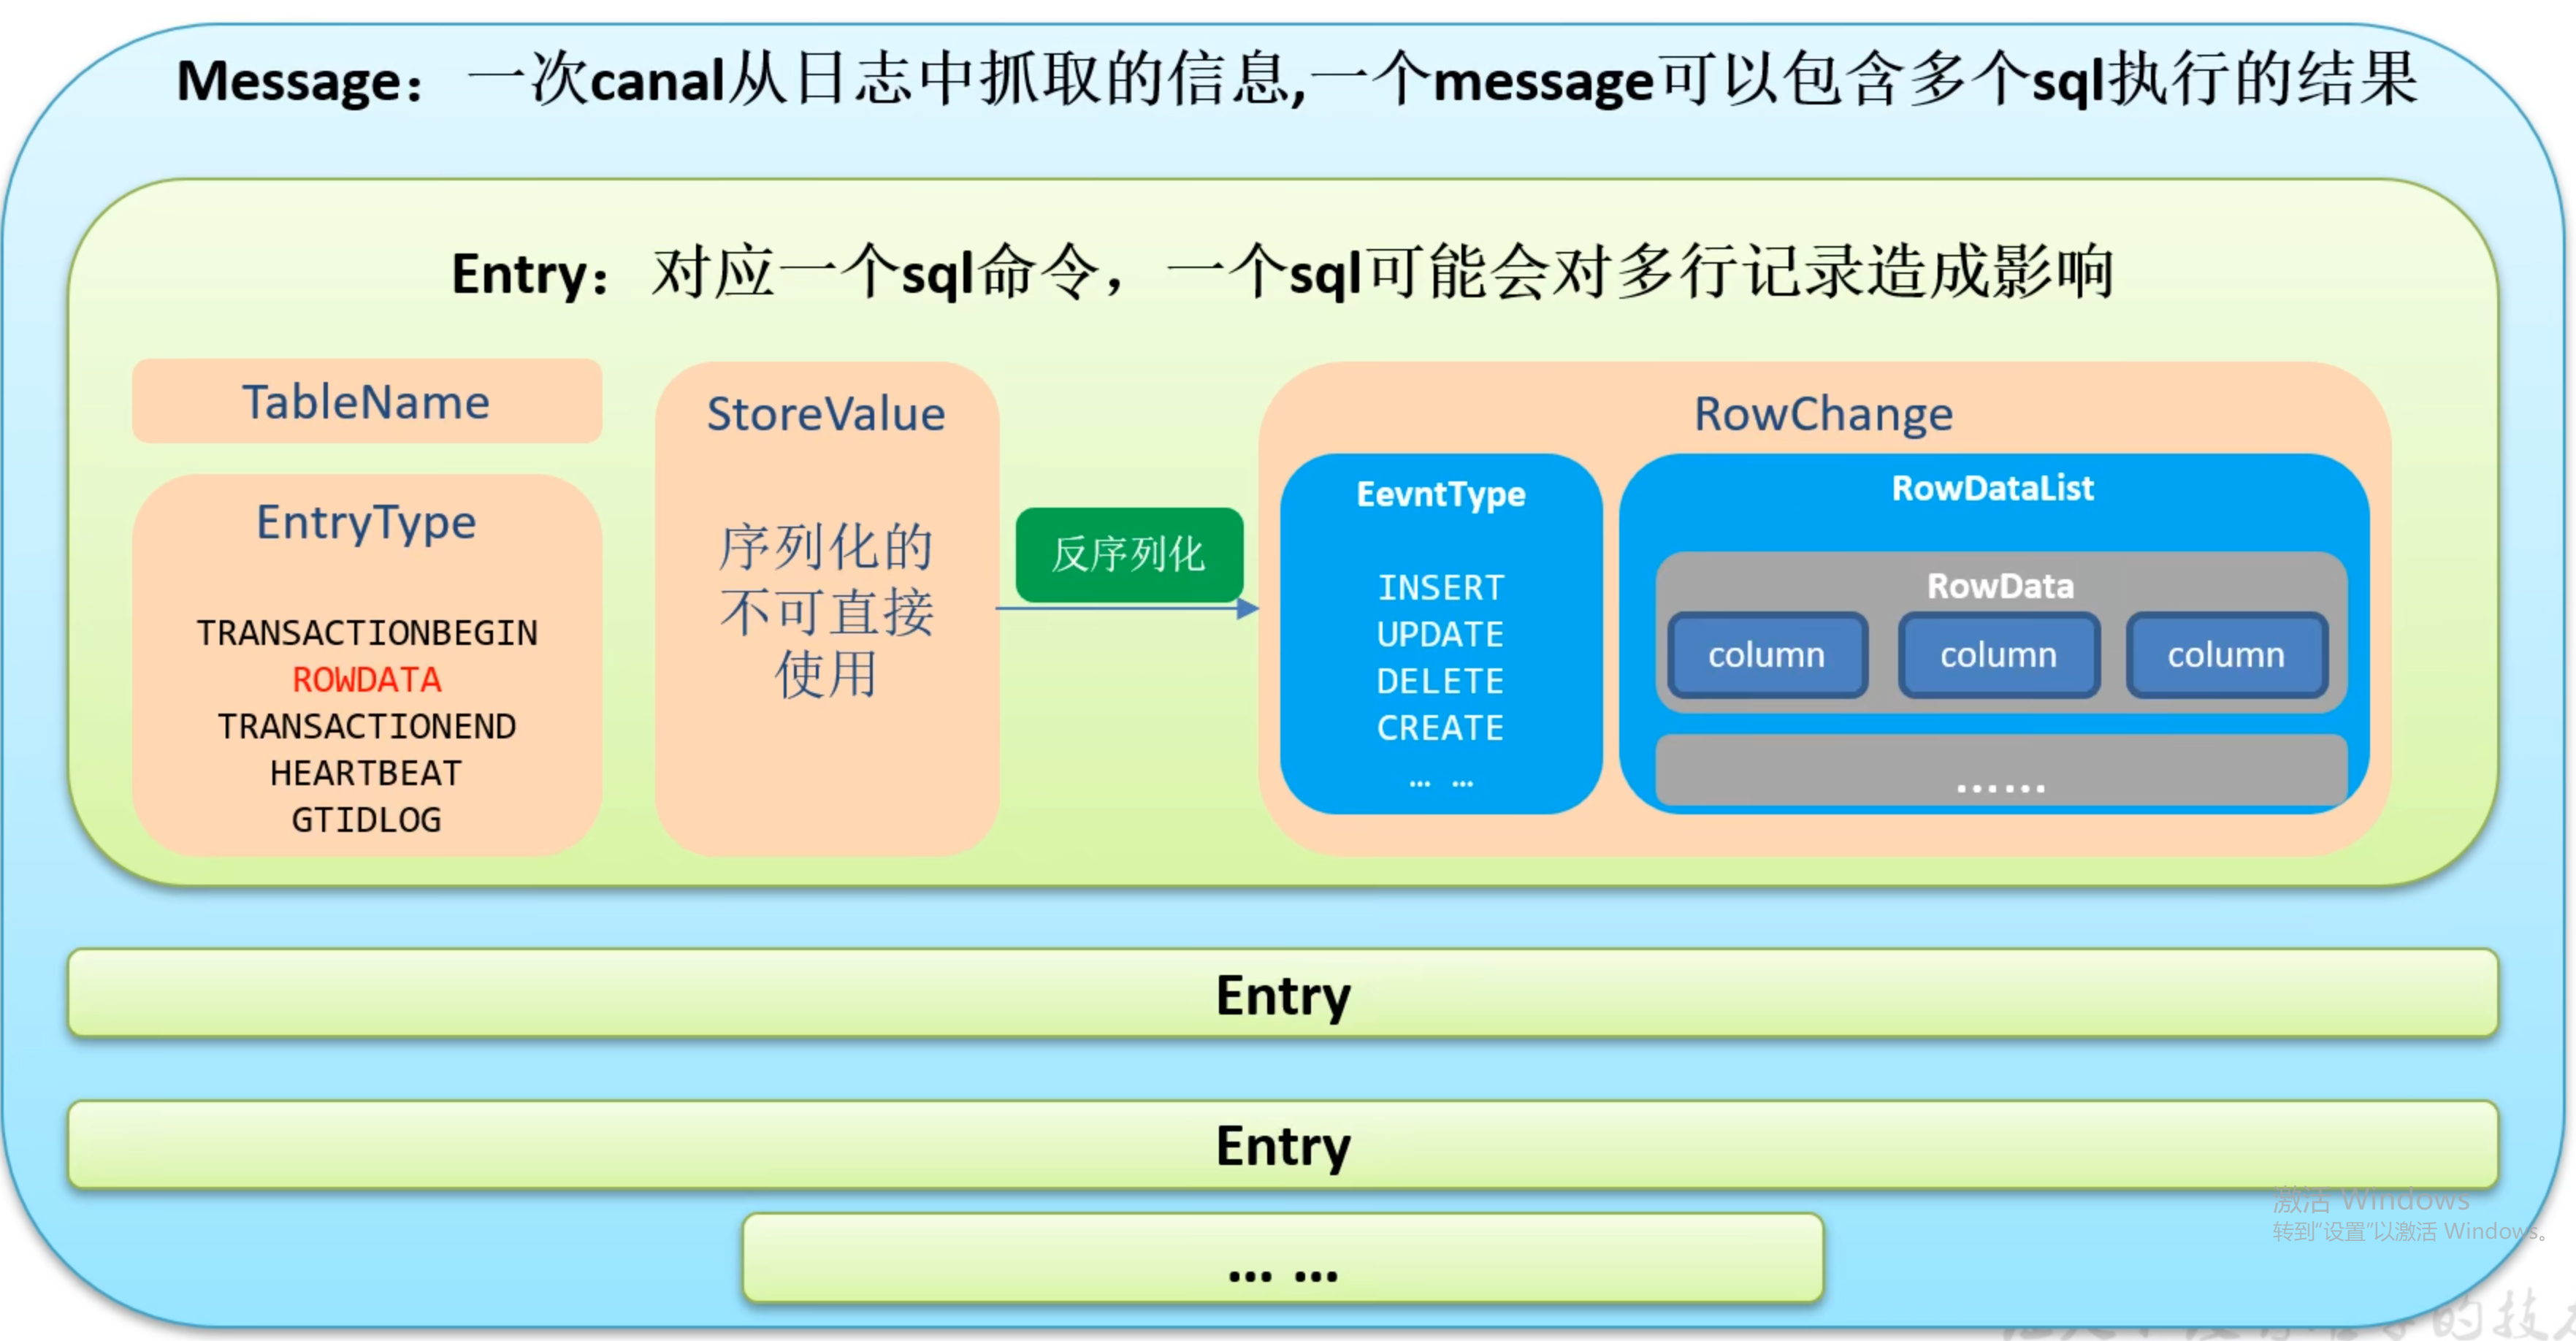 Message： 一次canal从日志中抓取的信息,一个message可以包含多个sql执行的结果
Entry：对应一个sql命令，一个sql可能会对多行记录造成影响
TableName
EntryType
TRANSACTIONBEGIN
ROWDATA
TRANSACTIONEND
HEARTBEAT
GTIDLOG
StoreValue
序列化的
不可直接
使用
反序列化
RowChange
EevntType
INSERT
UPDATE
DELETE
CREATE
… …
RowDataList
RowData
column
column
column
……
Entry
Entry
… …
激活 Windows
转到“设置”以激活 Windows。
的技